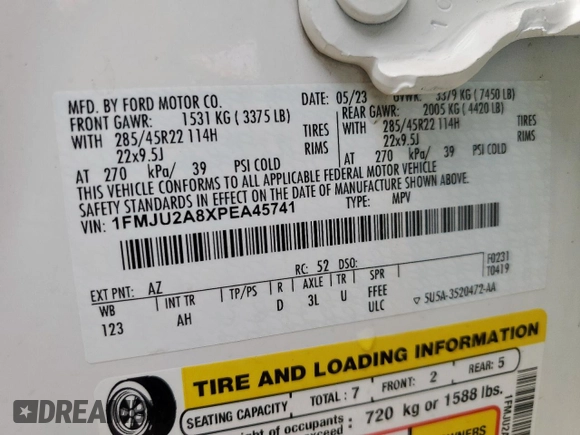 MFD. BY FORD MOTOR CO. DATE: 05/23 GVWR: 3379 KG (7450 LB)
FRONT GAWR: 1531 KG (3375 LB) REAR GAWR: 2005 KG (4420 LB)
WITH 285/45R22 114H TIRES WITH 285/45R22 114H TIRES
22x9.5J RIMS 22x9.5J RIMS
AT 270 kPa/ 39 PSI COLD AT 270 kPa/ 39 PSI COLD
THIS VEHICLE CONFORMS TO ALL APPLICABLE FEDERAL MOTOR VEHICLE
SAFETY STANDARDS IN EFFECT ON THE DATE OF MANUFACTURE SHOWN ABOVE.
VIN: 1FMJU2A8XPEA45741 TYPE: MPV
EXT PNT: AZ RC: 52 DSO: F0231
WB INT TR TP/PS R AXLE TR SPR T0419
123 AH D 3L U FFEE
ULC ▽ 5U5A-3520472-AA
TIRE AND LOADING INFORMATION
SEATING CAPACITY TOTAL: 7 FRONT: 2 REAR: 5
ight of occupants
720 kg or 1588 lbs.
1FMJU2